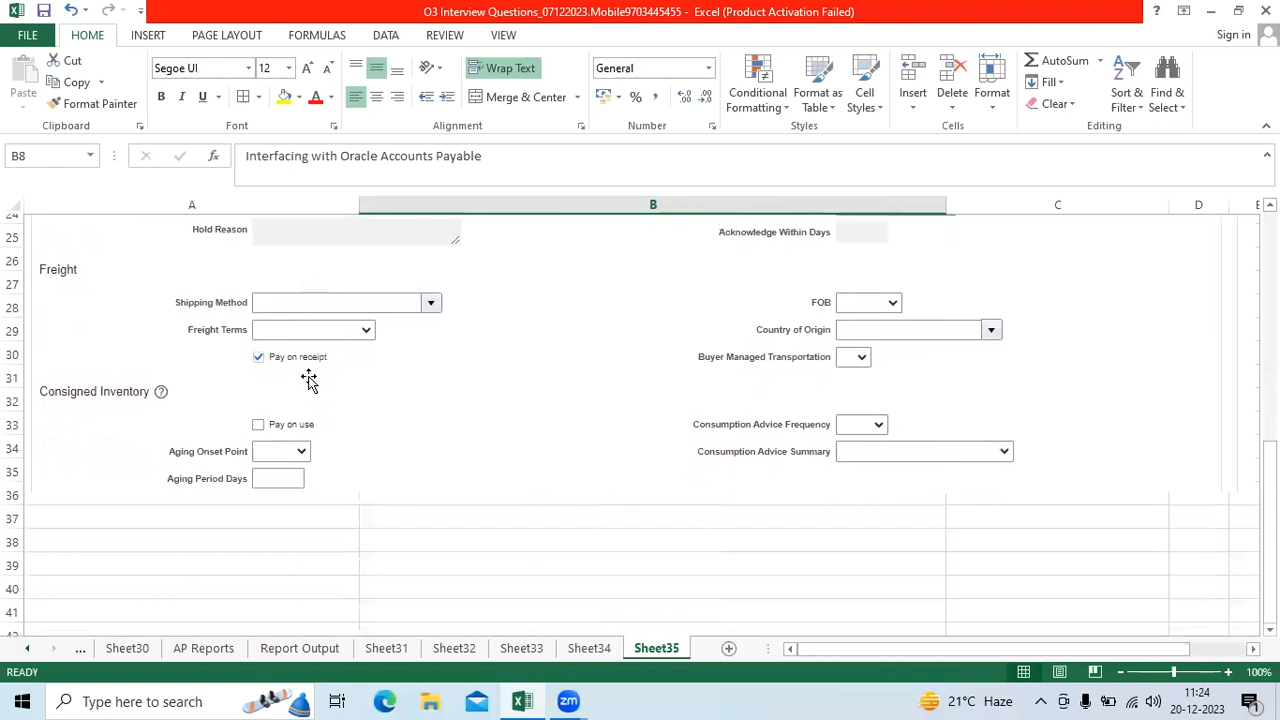 O3 Interview Questions_07122023.Mobile9703445455 - Excel (Product Activation Failed)
FILE HOME INSERT PAGE LAYOUT FORMULAS DATA REVIEW VIEW Sign in
Paste Cut Copy Format Painter
Segoe UI 12
B I U A
Wrap Text
Merge & Center
General
%
Conditional Formatting Format as Table Cell Styles
Insert Delete Format
AutoSum
Fill
Clear
Sort & Filter Find & Select
Clipboard Font Alignment Number Styles Cells Editing
B8 fx Interfacing with Oracle Accounts Payable
A B C D E
24
25 Hold Reason Acknowledge Within Days
26 Freight
27
28 Shipping Method FOB
29 Freight Terms Country of Origin
30 Pay on receipt Buyer Managed Transportation
31
32 Consigned Inventory ?
33 Pay on use Consumption Advice Frequency
34 Aging Onset Point Consumption Advice Summary
35 Aging Period Days
36
37
38
39
40
41
42
... Sheet30 AP Reports Report Output Sheet31 Sheet32 Sheet33 Sheet34 Sheet35
READY 100%
Type here to search zm 21°C Haze 11:24
20-12-2023 1